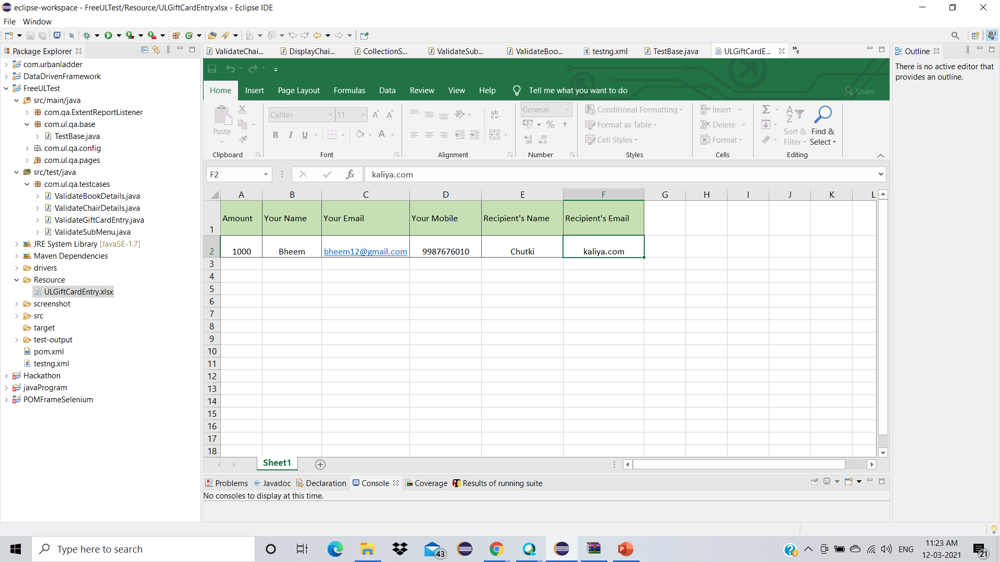 eclipse-workspace - FreeULTest/Resource/ULGiftCardEntry.xlsx - Eclipse IDE
File Window
Package Explorer
com.urbanladder
DataDrivenFramework
FreeULTest
src/main/java
com.qa.ExtentReportListener
com.ul.qa.base
TestBase.java
com.ul.qa.config
com.ul.qa.pages
src/test/java
com.ul.qa.testcases
ValidateBookDetails.java
ValidateChairDetails.java
ValidateGiftCardEntry.java
ValidateSubMenu.java
JRE System Library [JavaSE-1.7]
Maven Dependencies
drivers
Resource
ULGiftCardEntry.xlsx
screenshot
src
target
test-output
pom.xml
testng.xml
Hackathon
javaProgram
POMFrameSelenium
ValidateChai... DisplayChai... CollectionS... ValidateSub... ValidateBoo... testng.xml TestBase.java ULGiftCardE... »6
Home Insert Page Layout Formulas Data Review View Help Tell me what you want to do Share
Paste
Clipboard
Calibri 11
B I U
Font
ab
Alignment
General
%
Number
Conditional Formatting
Format as Table
Cell Styles
Styles
Insert
Delete
Format
Cells
Sort & Filter
Find & Select
Editing
F2 fx kaliya.com
A B C D E F G H I J K L
1 Amount Your Name Your Email Your Mobile Recipient's Name Recipient's Email
2 1000 Bheem bheem12@gmail.com 9987676010 Chutki kaliya.com
3
4
5
6
7
8
9
10
11
12
13
14
15
16
17
18
Sheet1
Problems Javadoc Declaration Console Coverage Results of running suite
No consoles to display at this time.
Outline
There is no active editor that
provides an outline.
Type here to search
43
ENG
11:23 AM
12-03-2021
21